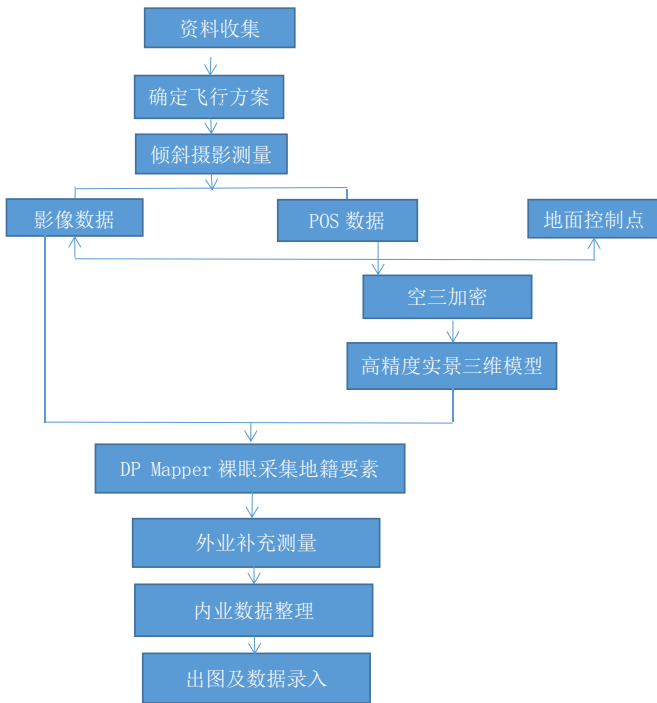 资料收集
确定飞行方案
倾斜摄影测量
影像数据
POS 数据
地面控制点
空三加密
高精度实景三维模型
DP Mapper 裸眼采集地籍要素
外业补充测量
内业数据整理
出图及数据录入